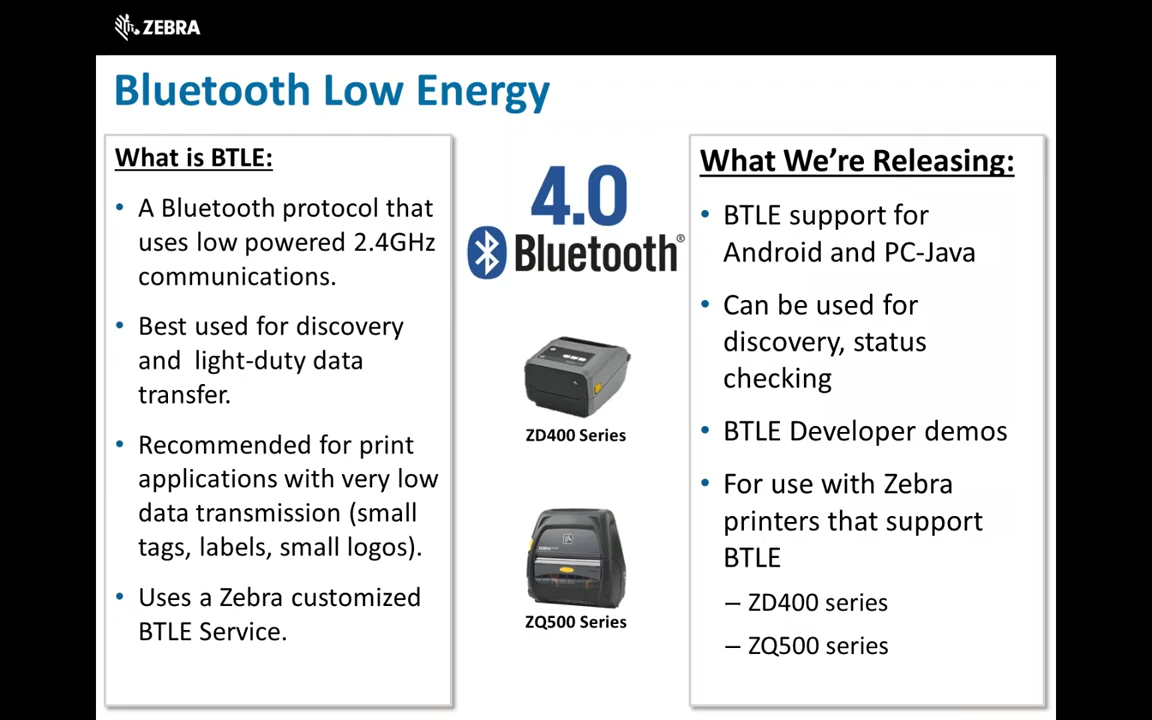 ZEBRA
Bluetooth Low Energy
What is BTLE:
• A Bluetooth protocol that
uses low powered 2.4GHz
communications.
• Best used for discovery
and light-duty data
transfer.
• Recommended for print
applications with very low
data transmission (small
tags, labels, small logos).
• Uses a Zebra customized
BTLE Service.
4.0
Bluetooth®
ZD400 Series
ZEBRA
ZQ500 Series
What We’re Releasing:
• BTLE support for
Android and PC-Java
• Can be used for
discovery, status
checking
• BTLE Developer demos
• For use with Zebra
printers that support
BTLE
– ZD400 series
– ZQ500 series